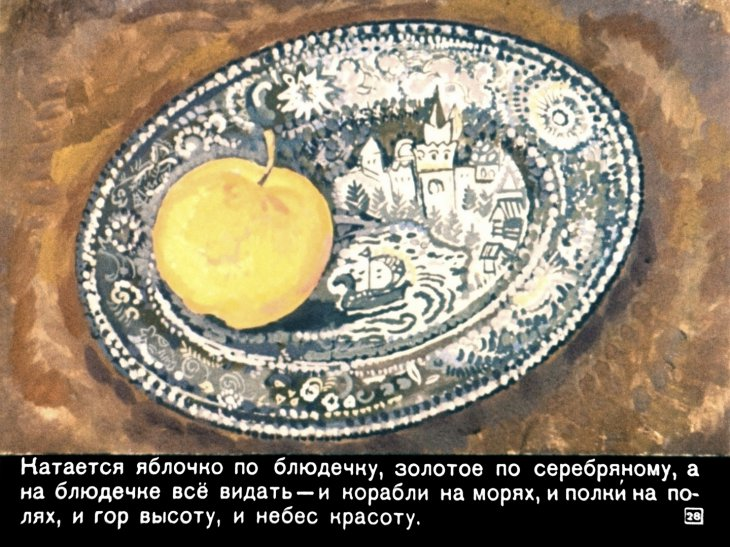 Катается яблочко по блюдечку, золотое по серебряному, а
на блюдечке всё видать — и корабли на морях, и полки́ на по-
лях, и гор высоту, и небес красоту.
28